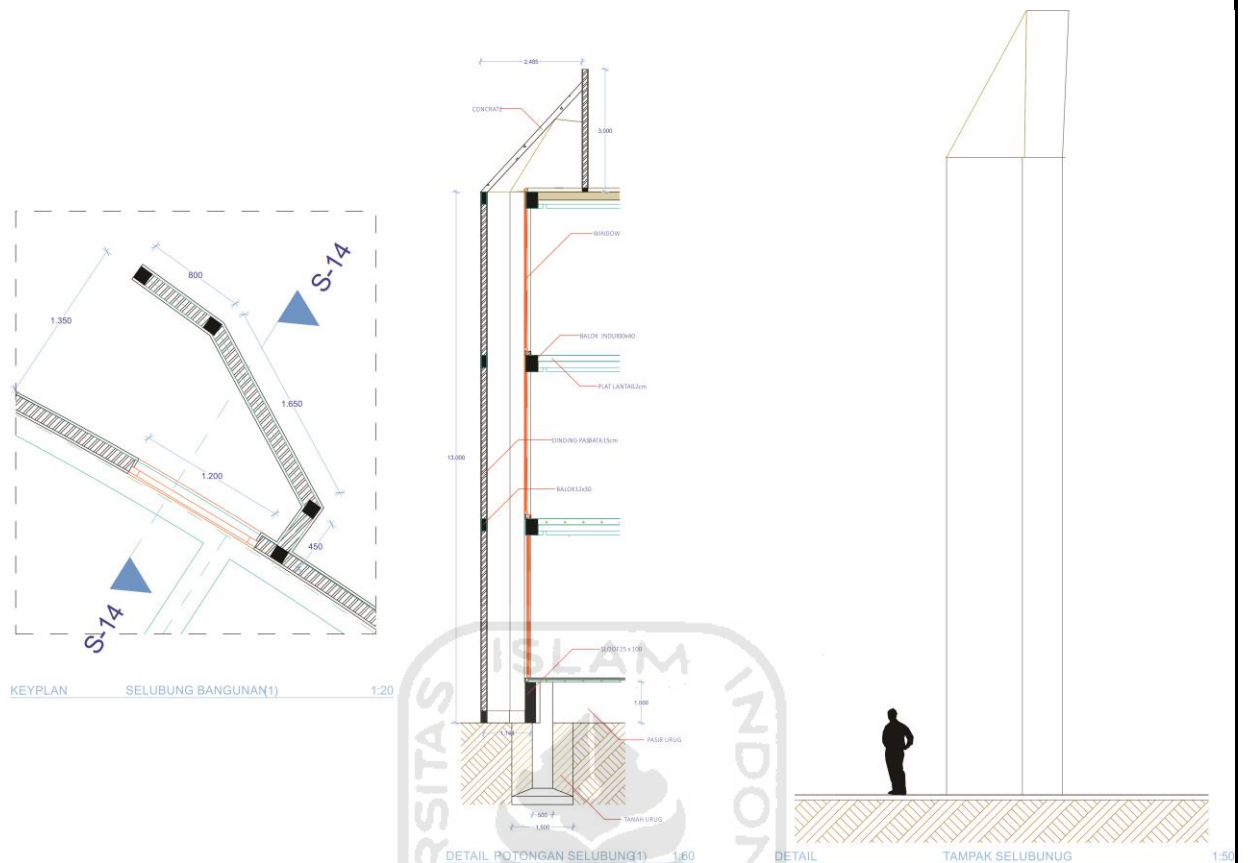 800
S-14
1.350
1.650
1.200
450
S-14
KEYPLAN SELUBUNG BANGUNAN(1) 1:20
2,485
CONCRATE
3,000
WINDOW
BALOK INDUK
PLAT LANTAI12cm
13,000
15cm
BALOK12x30
SLOOF25 x 100
1,000
PASIR URUG
500
TANAH URUG
1,500
DETAIL POTONGAN SELUBUNG(1) 1:60
DETAIL TAMPAK SELUBUNUG 1:50
ISLAM